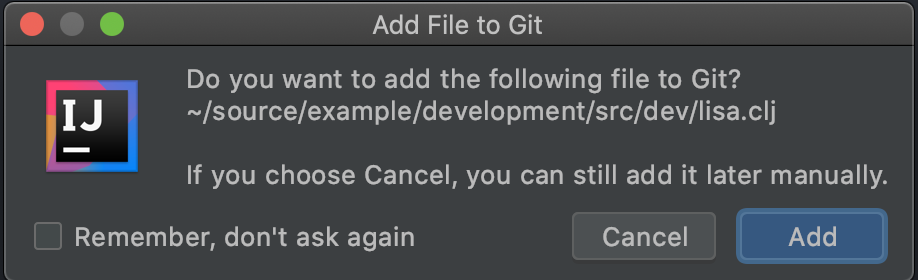 Add File to Git
IJ
Do you want to add the following file to Git?
~/source/example/development/src/dev/lisa.clj
If you choose Cancel, you can still add it later manually.
Remember, don't ask again
Cancel
Add